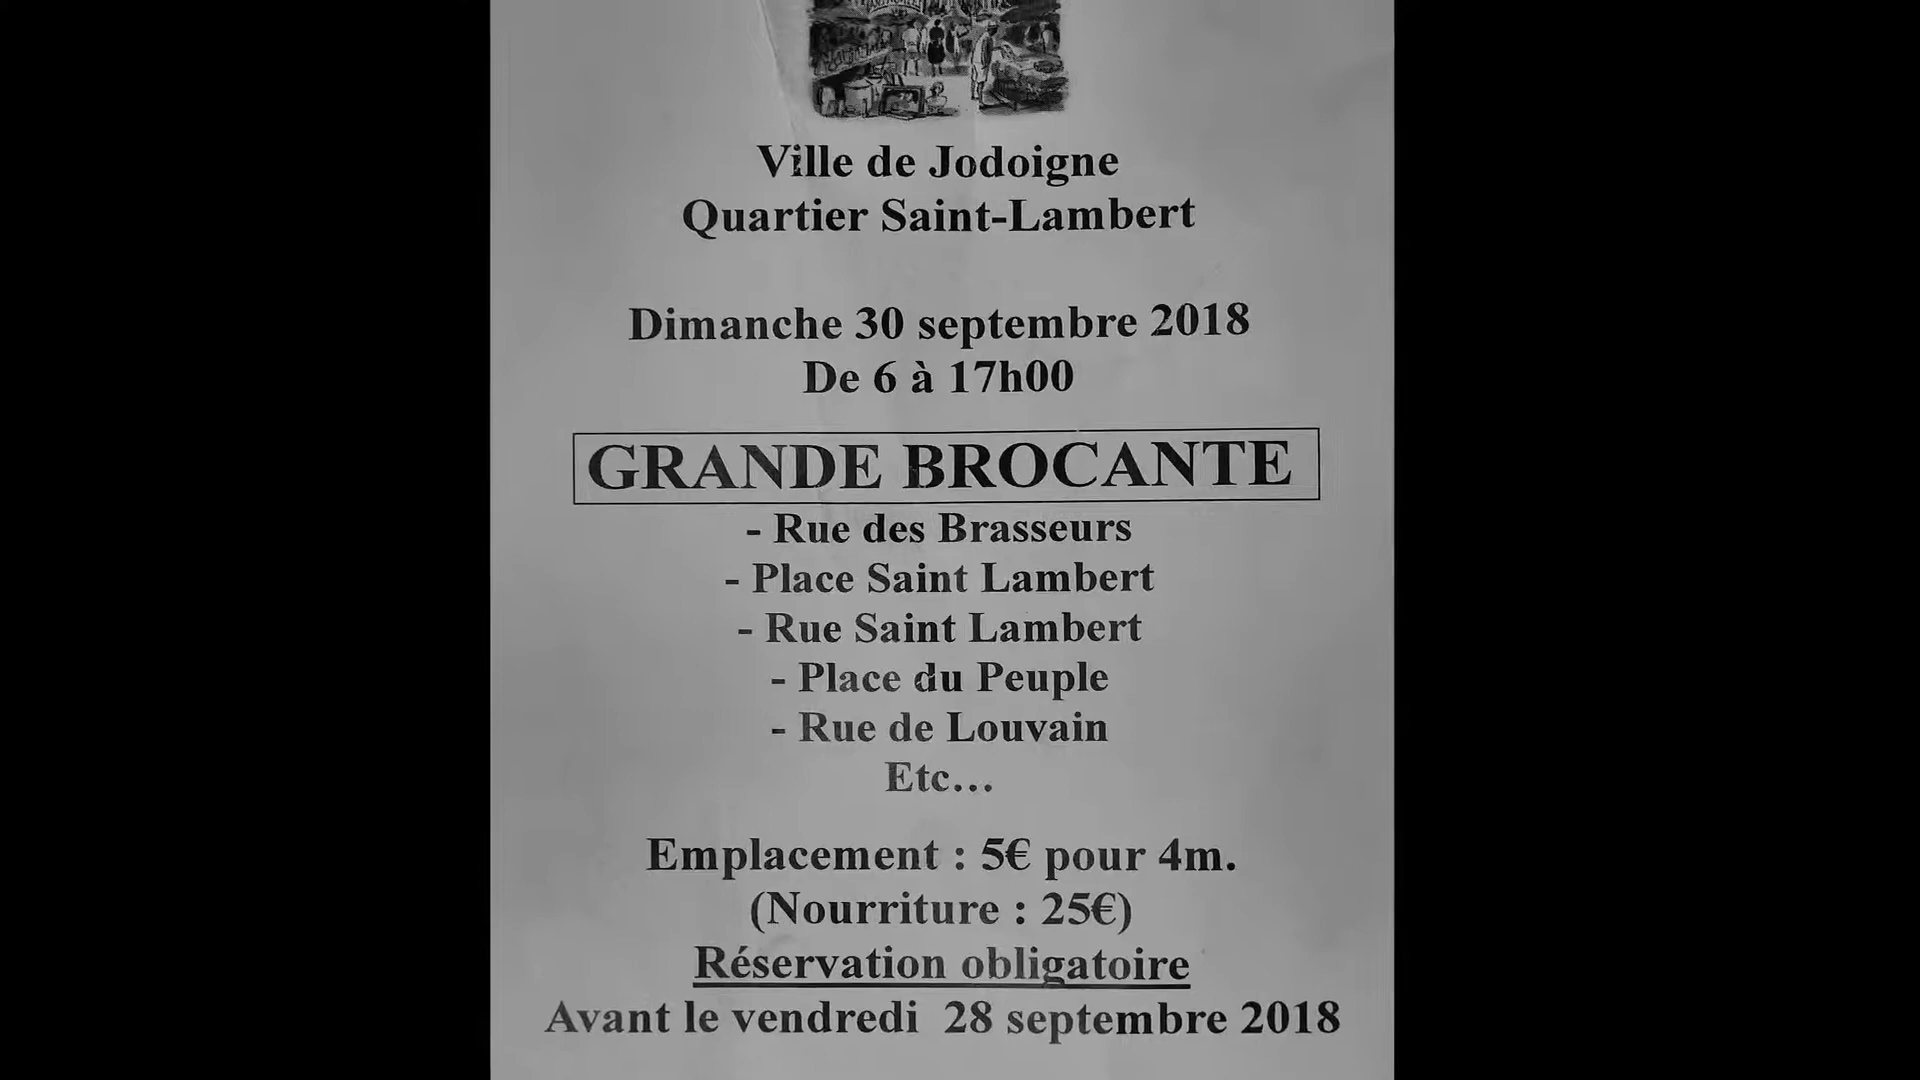 Ville de Jodoigne
Quartier Saint-Lambert
Dimanche 30 septembre 2018
De 6 à 17h00
GRANDE BROCANTE
- Rue des Brasseurs
- Place Saint Lambert
- Rue Saint Lambert
- Place du Peuple
- Rue de Louvain
Etc…
Emplacement : 5€ pour 4m.
(Nourriture : 25€)
Réservation obligatoire
Avant le vendredi 28 septembre 2018